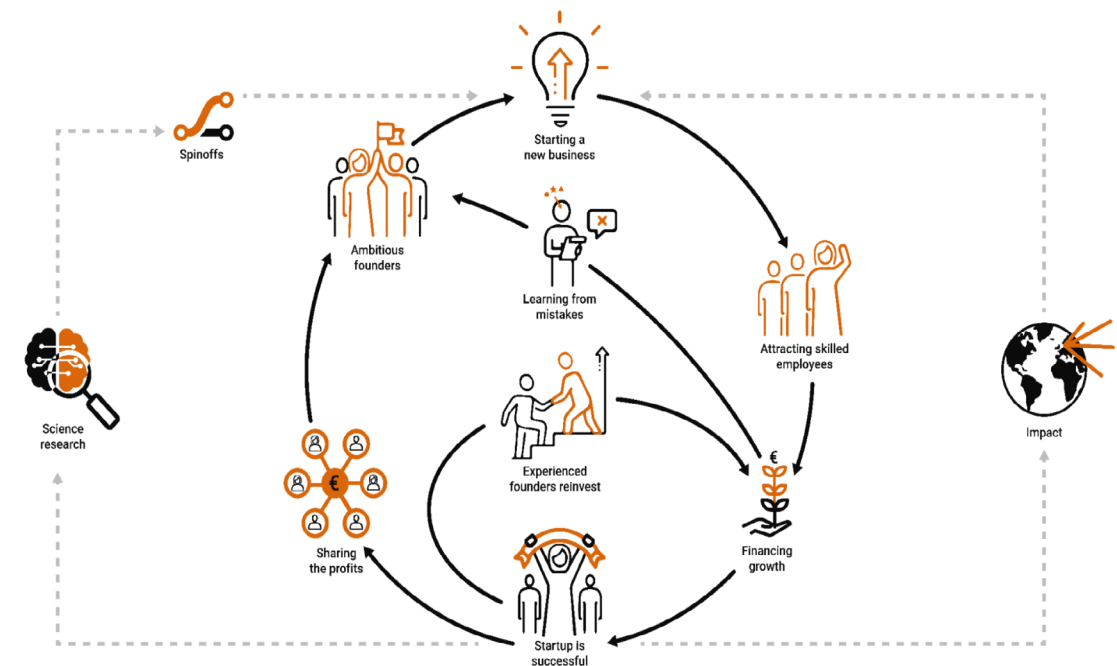 Starting a
new business
Spinoffs
Ambitious
founders
Learning from
mistakes
Attracting skilled
employees
Science
research
Impact
Experienced
founders reinvest
€
€
Sharing
the profits
Financing
growth
Startup is
successful